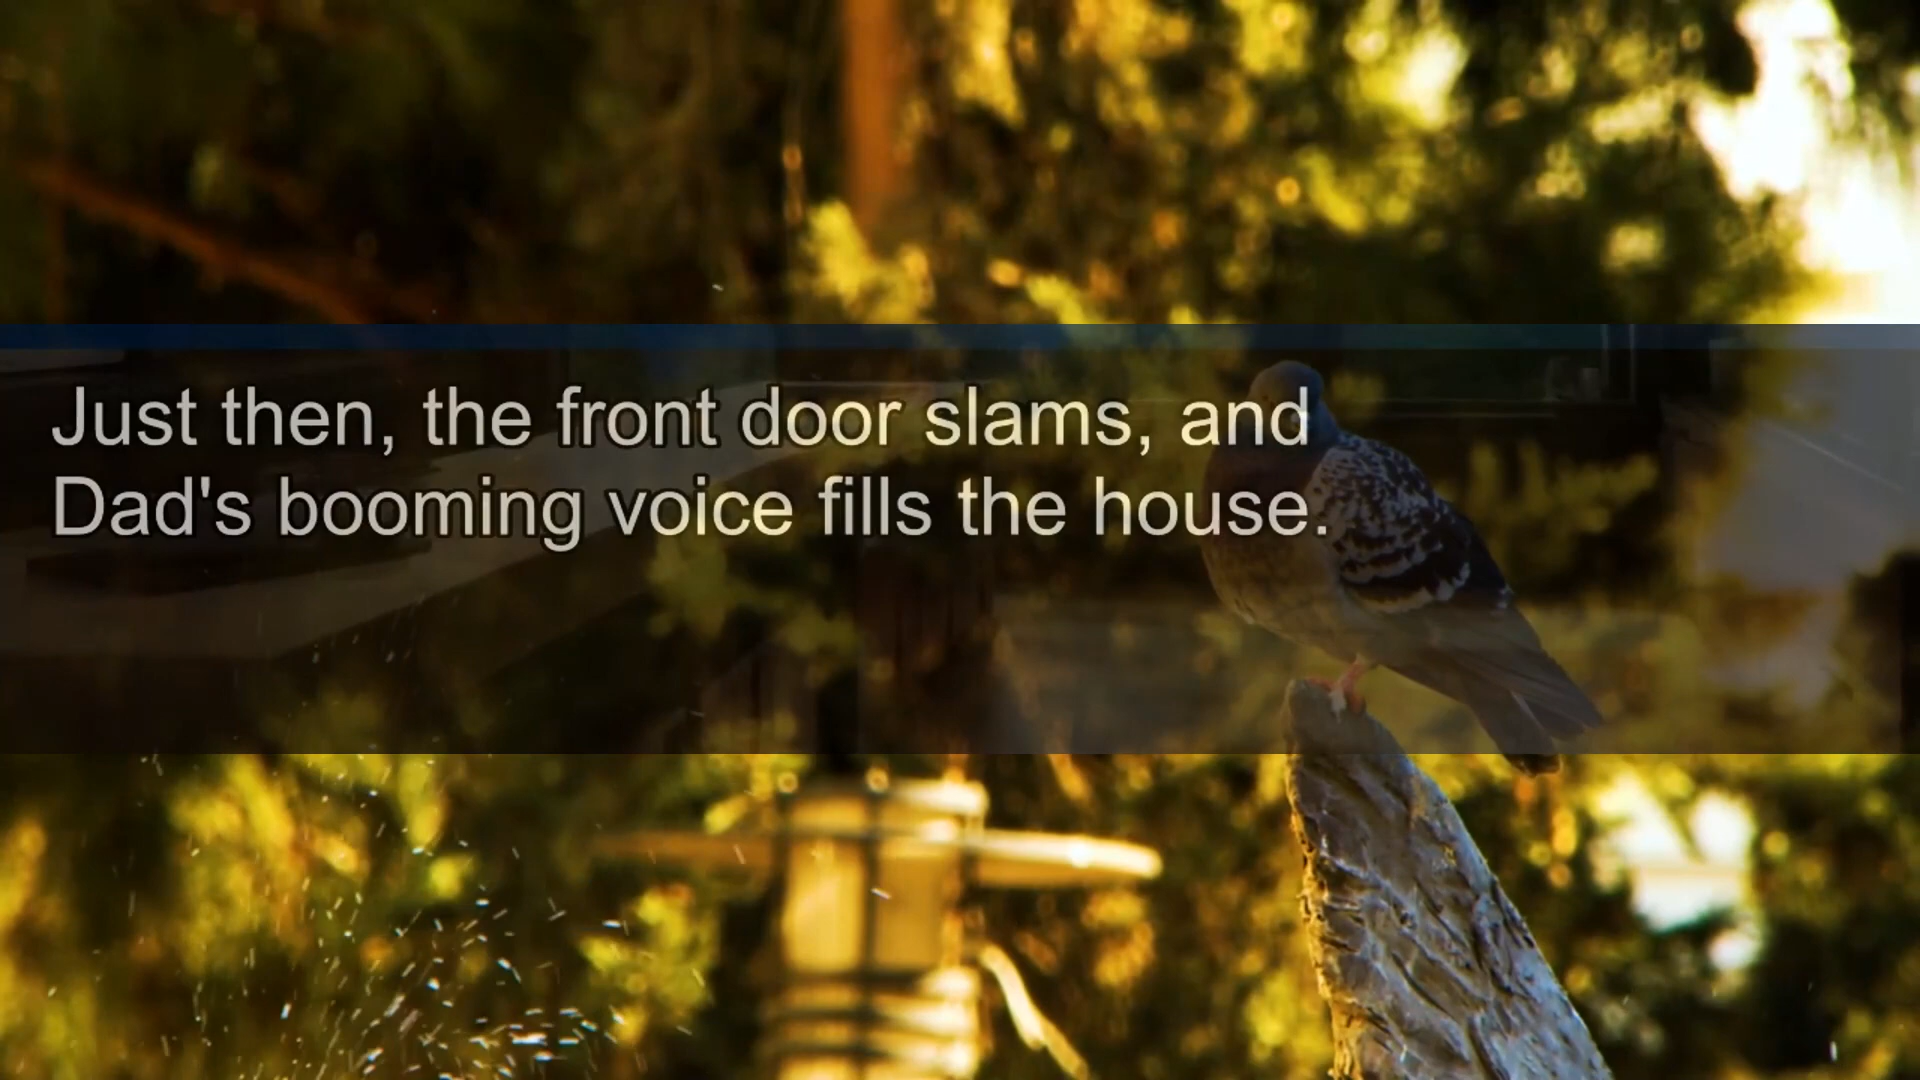 Just then, the front door slams, and
Dad's booming voice fills the house.